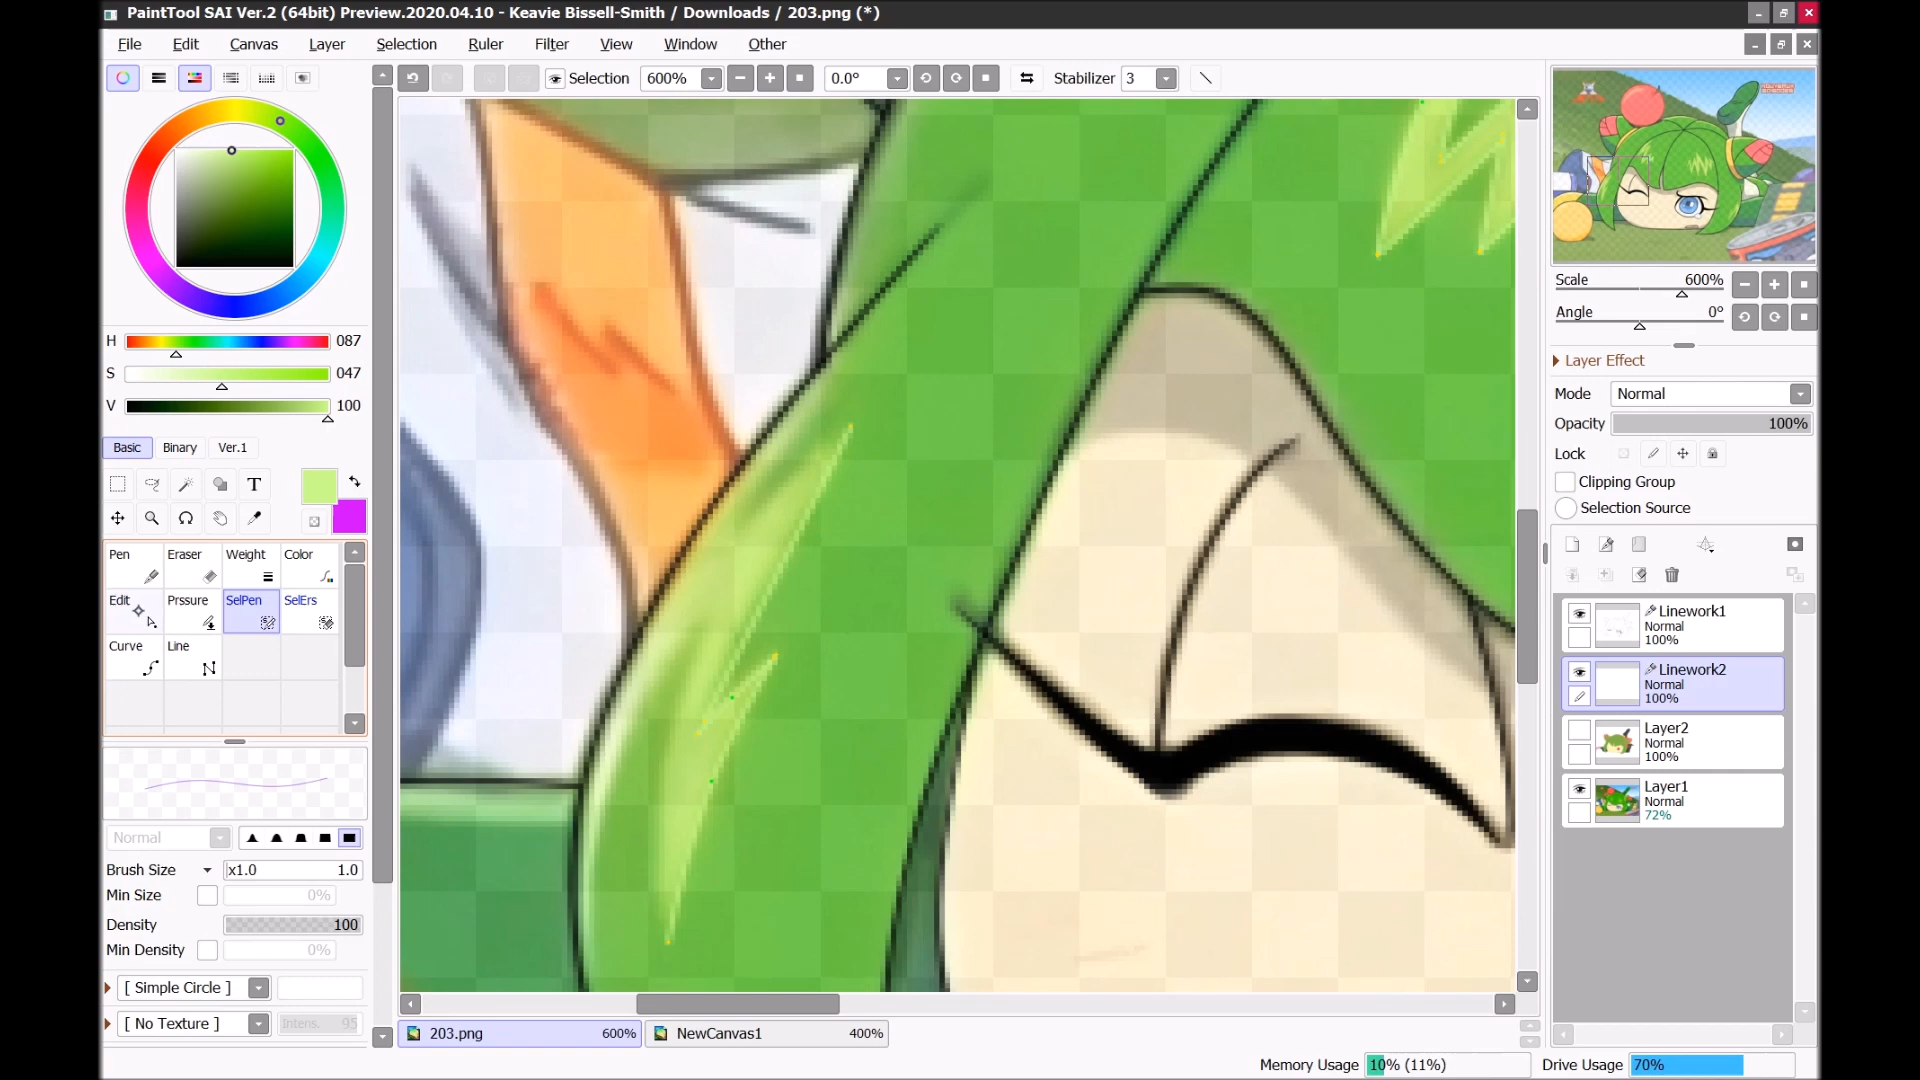 PaintTool SAI Ver.2 (64bit) Preview.2020.04.10 - Keavie Bissell-Smith / Downloads / 203.png (*)
File Edit Canvas Layer Selection Ruler Filter View Window Other
Selection 600% 0.0° Stabilizer 3
H 087
S 047
V 100
Basic Binary Ver.1
T
Pen Eraser Weight Color
Edit Prssure SelPen SelErs
Curve Line
Normal
Brush Size x1.0 1.0
Min Size 0%
Density 100
Min Density 0%
[ Simple Circle ]
[ No Texture ] Intens. 95
203.png 600% NewCanvas1 400%
Scale 600%
Angle 0°
Layer Effect
Mode Normal
Opacity 100%
Lock
Clipping Group
Selection Source
Linework1
Normal
100%
Linework2
Normal
100%
Layer2
Normal
100%
Layer1
Normal
72%
Memory Usage 10% (11%) Drive Usage 70%